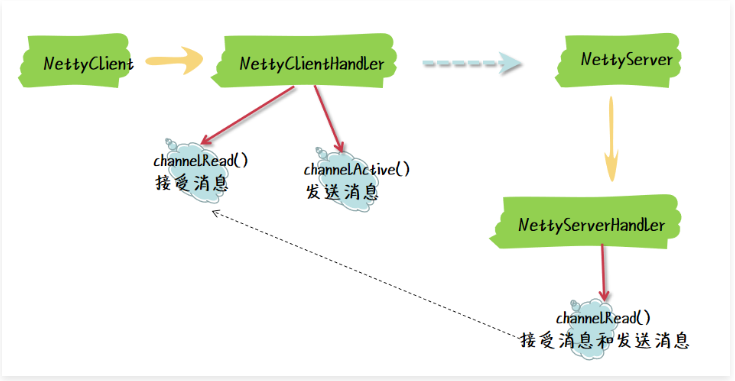 NettyClient
NettyClientHandler
NettyServer
channelRead()
接受消息
channelActive()
发送消息
NettyServerHandler
channelRead()
接受消息和发送消息